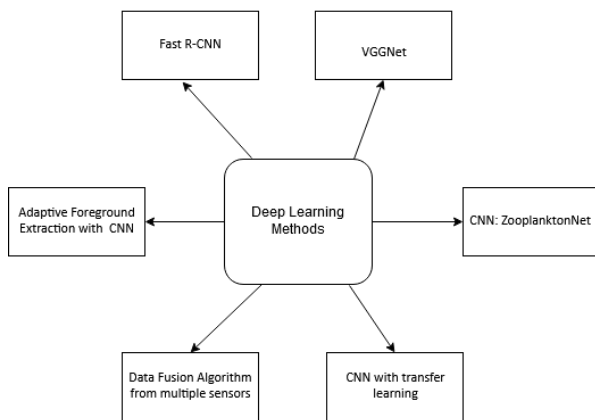 Fast R-CNN
VGGNet
Deep Learning
Methods
Adaptive Foreground
Extraction with CNN
CNN: ZooplanktonNet
Data Fusion Algorithm
from multiple sensors
CNN with transfer
learning